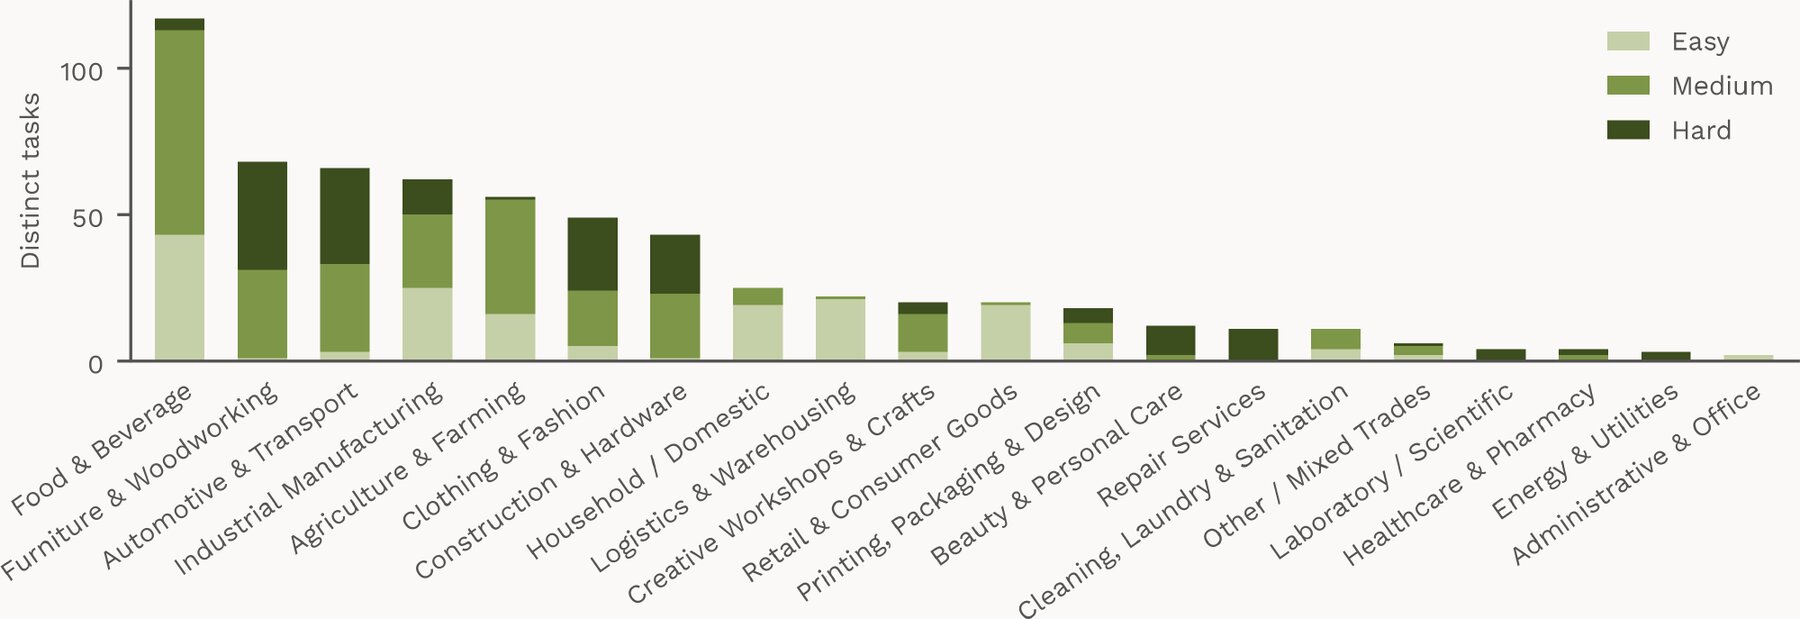 Distinct tasks
100
50
0
Easy
Medium
Hard
Food & Beverage
Furniture & Woodworking
Automotive & Transport
Industrial Manufacturing
Agriculture & Farming
Clothing & Fashion
Construction & Hardware
Household / Domestic
Logistics & Warehousing
Creative Workshops & Crafts
Retail & Consumer Goods
Printing, Packaging & Design
Beauty & Personal Care
Repair Services
Cleaning, Laundry & Sanitation
Other / Mixed Trades
Laboratory / Scientific
Healthcare & Pharmacy
Energy & Utilities
Administrative & Office